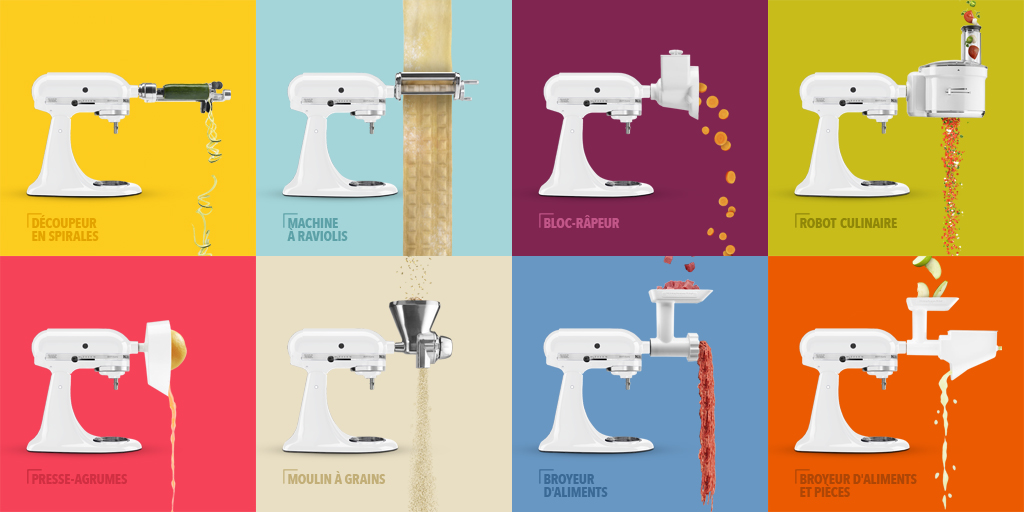 DÉCOUPEUR
EN SPIRALES
MACHINE
À RAVIOLIS
BLOC-RÂPEUR
ROBOT CULINAIRE
PRESSE-AGRUMES
MOULIN À GRAINS
BROYEUR
D'ALIMENTS
BROYEUR D'ALIMENTS
ET PIÈCES